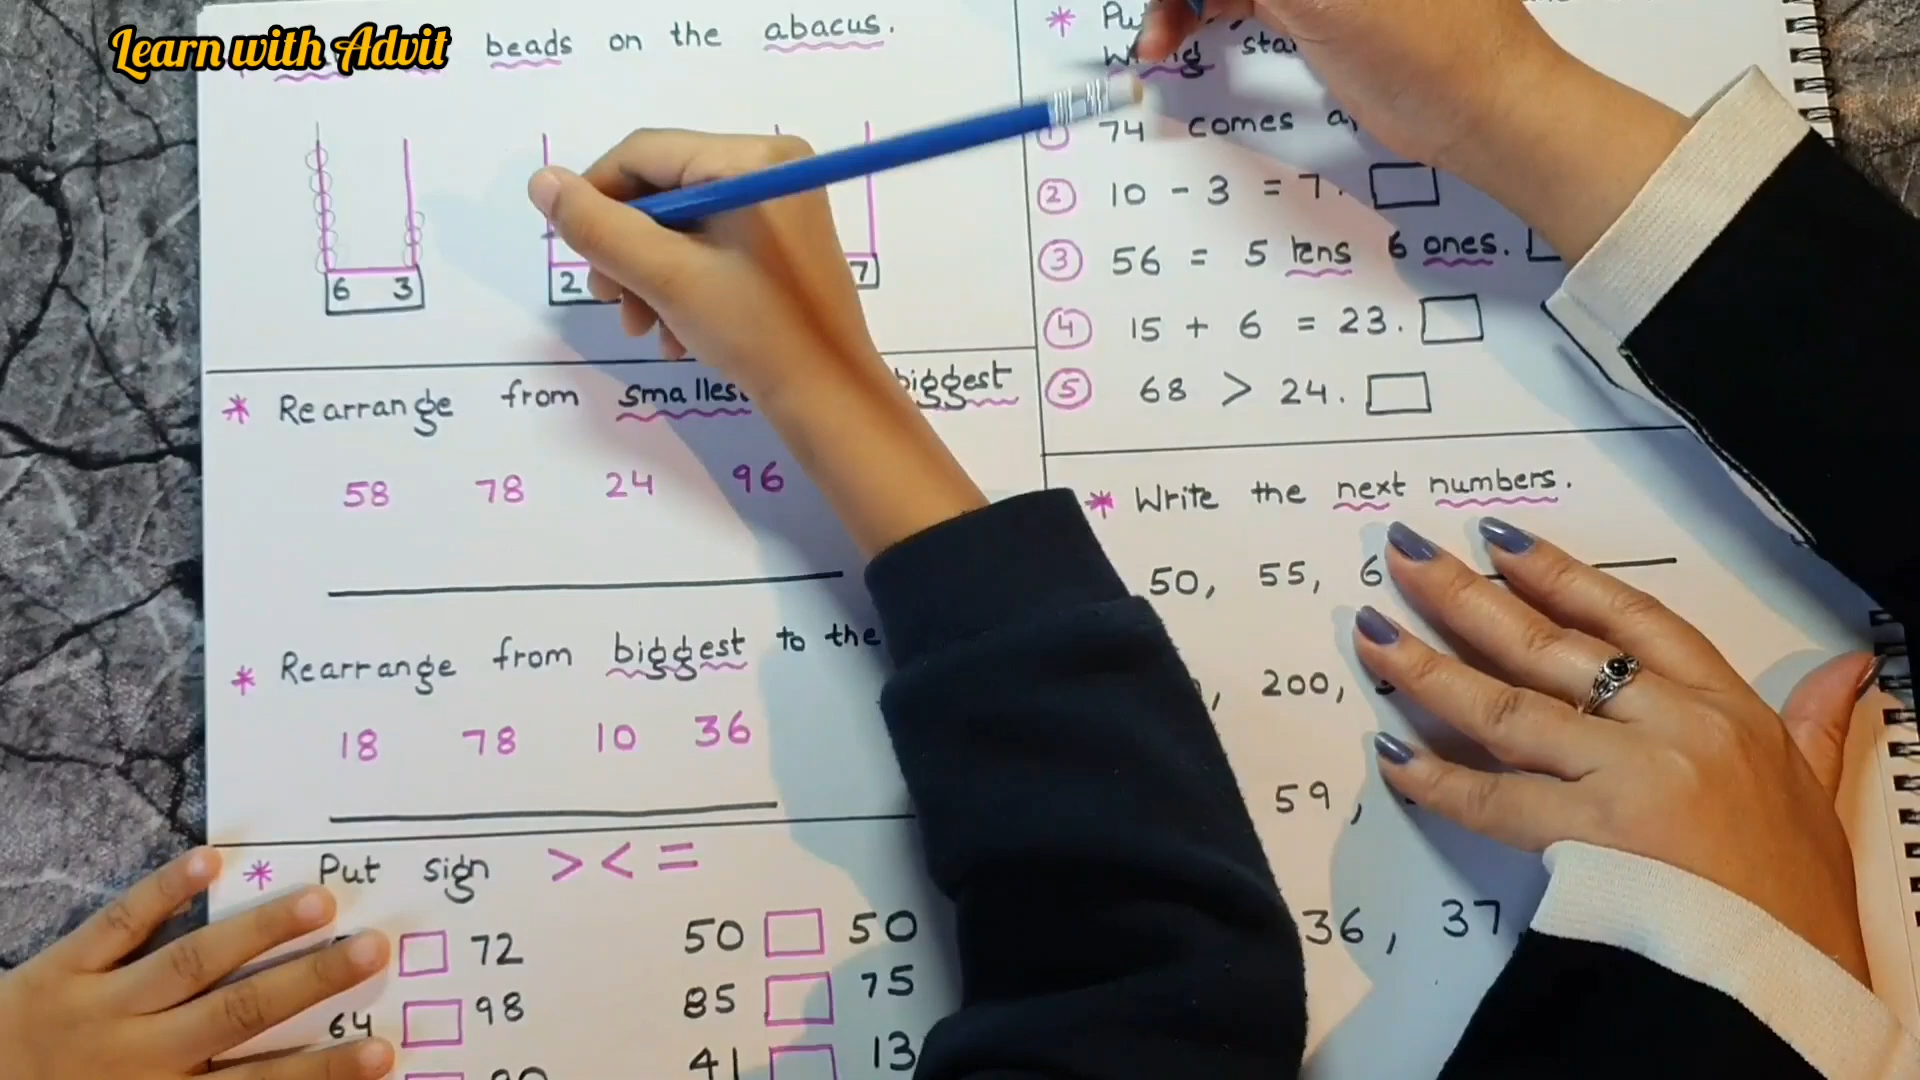 Learn with Advit
beads on the abacus.
6 3
2
7
* Rearrange from biggest
58 78 24 96
* Rearrange from biggest to the
18 78 10 36
* Put sign > < =
72
50 50
64 98
85 75
41 13
*
1 74 comes
2 10 - 3 = 7.
3 56 = 5 tens 6 ones.
4 15 + 6 = 23.
5 68 > 24.
* Write the next numbers.
50, 55, 6
200,
59,
36, 37